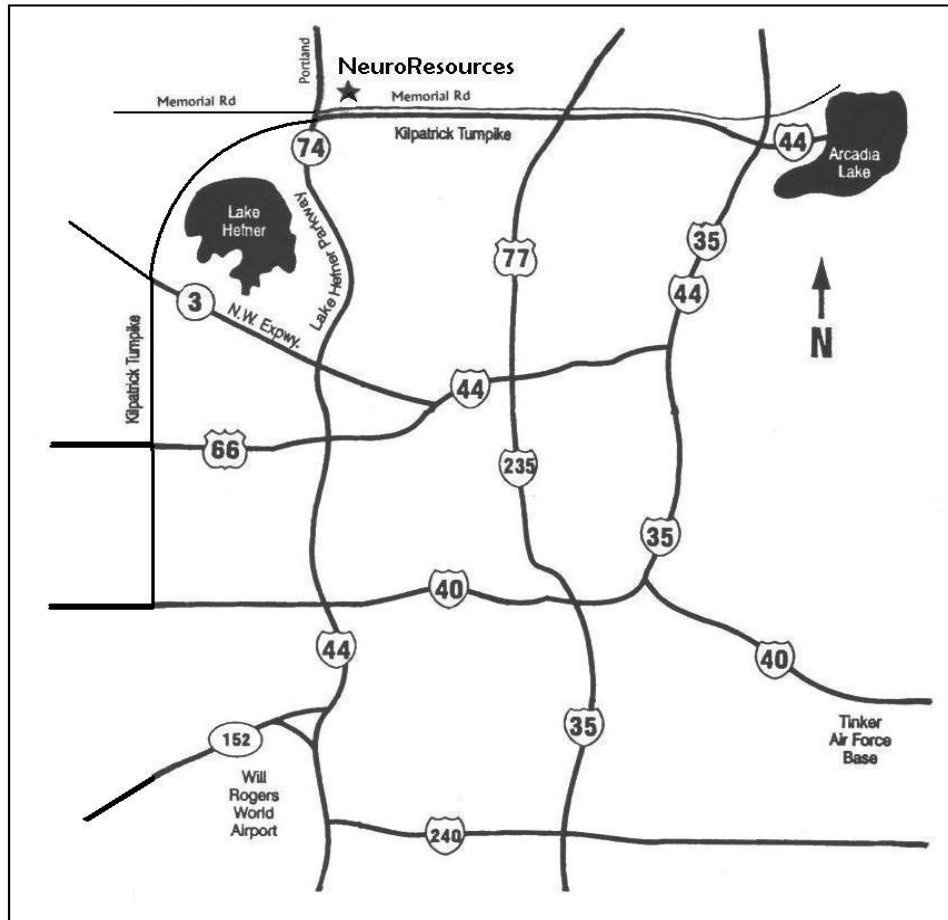 Portland
NeuroResources
Memorial Rd
Memorial Rd
Kilpatrick Turnpike
74
44
Arcadia
Lake
Lake
Hefner
Lake Hefner Parkway
77
35
44
3
N.W. Expwy.
N
Kilpatrick Turnpike
44
66
235
35
40
44
40
152
35
Tinker
Air Force
Base
Will
Rogers
World
Airport
240